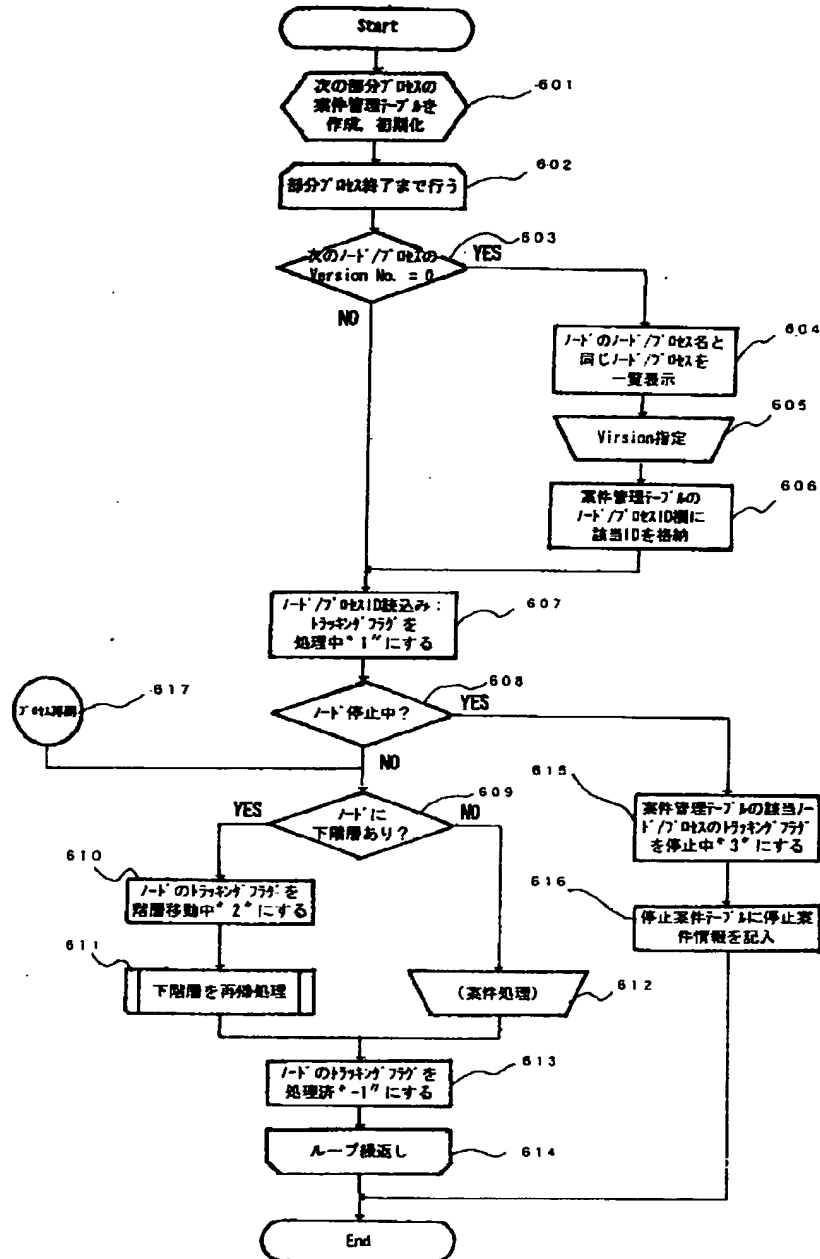 Start
次の部分プロセスの
案件管理テーブルを
作成，初期化
601
部分プロセス終了まで行う
602
次のノード/プロセスの
Version No. = 0
603
YES
NO
ノードのノード/プロセス名と
同じノード/プロセスを
一覧表示
604
Virsion指定
605
案件管理テーブルの
ノード/プロセスID欄に
該当IDを格納
606
ノード/プロセスID読込み：
トラッキングフラグを
処理中“1”にする
607
ノード停止中？
608
YES
NO
プロセス再開
617
ノードに
下階層あり？
609
YES
NO
610
ノードのトラッキングフラグを
階層移動中“2”にする
611
下階層を再帰処理
（案件処理）
612
615
案件管理テーブルの該当ノー
ド/プロセスのトラッキングフラグ
を停止中“3”にする
616
停止案件テーブルに停止案
件情報を記入
ノードのトラッキングフラグを
処理済“-1”にする
613
ループ繰返し
614
End